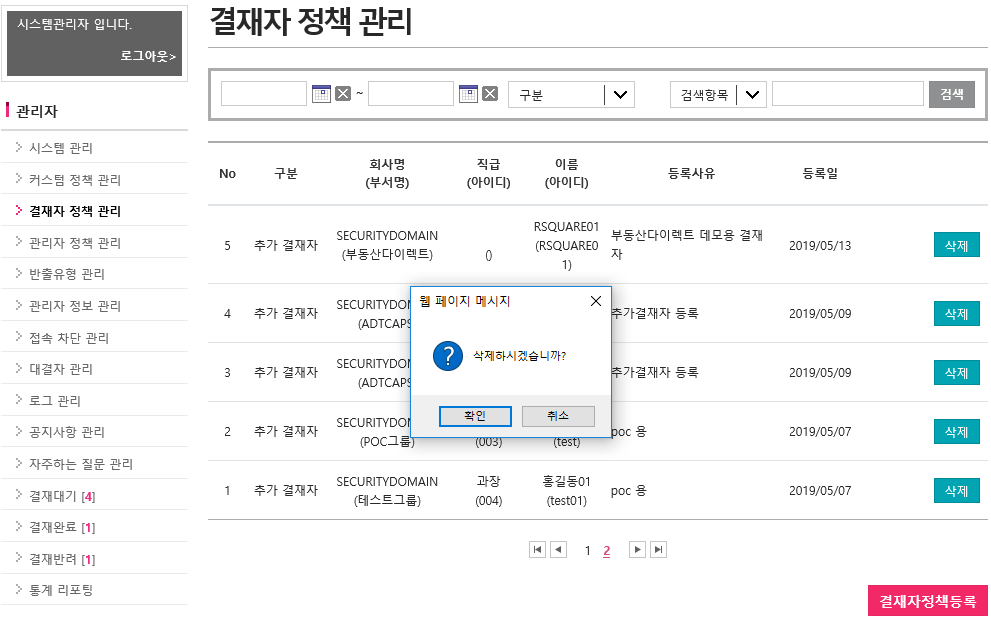 시스템관리자 입니다.
로그아웃>
관리자
시스템 관리
커스텀 정책 관리
결재자 정책 관리
관리자 정책 관리
반출유형 관리
관리자 정보 관리
접속 차단 관리
대결자 관리
로그 관리
공지사항 관리
자주하는 질문 관리
결재대기 [4]
결재완료 [1]
결재반려 [1]
통계 리포팅
결재자 정책 관리
~ 구분 검색항목 검색
No 구분 회사명 직급 이름 등록사유 등록일
(부서명) (아이디) (아이디)
5 추가 결재자 SECURITYDOMAIN
(부동산다이렉트) () RSQUARE01
(RSQUARE0
1) 부동산다이렉트 데모용 결재
자 2019/05/13 삭제
4 추가 결재자 SECURITYDOM
(ADTCAPS 추가결재자 등록 2019/05/09 삭제
3 추가 결재자 SECURITYDOM
(ADTCAPS 추가결재자 등록 2019/05/09 삭제
2 추가 결재자 SECURITYDOM
(POC그룹) (003) (test) poc 용 2019/05/07 삭제
1 추가 결재자 SECURITYDOMAIN
(테스트그룹) 과장
(004) 홍길동01
(test01) poc 용 2019/05/07 삭제
웹 페이지 메시지
삭제하시겠습니까?
확인 취소
1 2
결재자정책등록